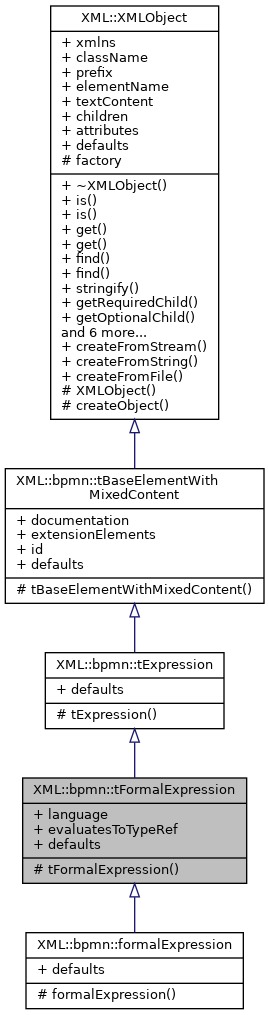 XML::XMLObject
+ xmlns
+ className
+ prefix
+ elementName
+ textContent
+ children
+ attributes
+ defaults
# factory
+ ~XMLObject()
+ is()
+ is()
+ get()
+ get()
+ find()
+ find()
+ stringify()
+ getRequiredChild()
+ getOptionalChild()
and 6 more...
+ createFromStream()
+ createFromString()
+ createFromFile()
# XMLObject()
# createObject()
XML::bpmn::tBaseElementWith
MixedContent
+ documentation
+ extensionElements
+ id
+ defaults
# tBaseElementWithMixedContent()
XML::bpmn::tExpression
+ defaults
# tExpression()
XML::bpmn::tFormalExpression
+ language
+ evaluatesToTypeRef
+ defaults
# tFormalExpression()
XML::bpmn::formalExpression
+ defaults
# formalExpression()